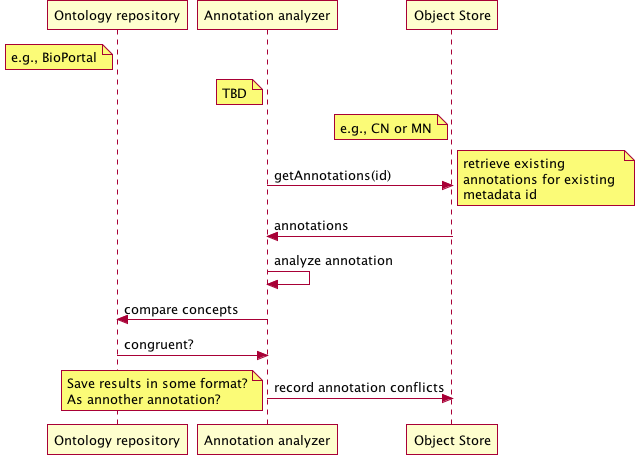 Ontology repository
Annotation analyzer
Object Store
e.g., BioPortal
TBD
e.g., CN or MN
getAnnotations(id)
retrieve existing
annotations for existing
metadata id
annotations
analyze annotation
compare concepts
congruent?
Save results in some format?
As annother annotation?
record annotation conflicts
Ontology repository
Annotation analyzer
Object Store